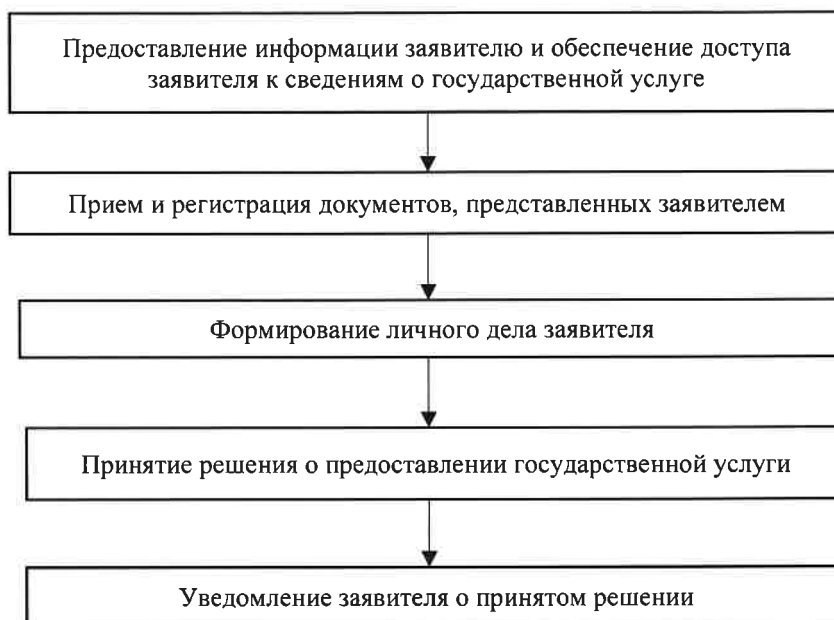 Предоставление информации заявителю и обеспечение доступа
заявителя к сведениям о государственной услуге
Прием и регистрация документов, представленных заявителем
Формирование личного дела заявителя
Принятие решения о предоставлении государственной услуги
Уведомление заявителя о принятом решении